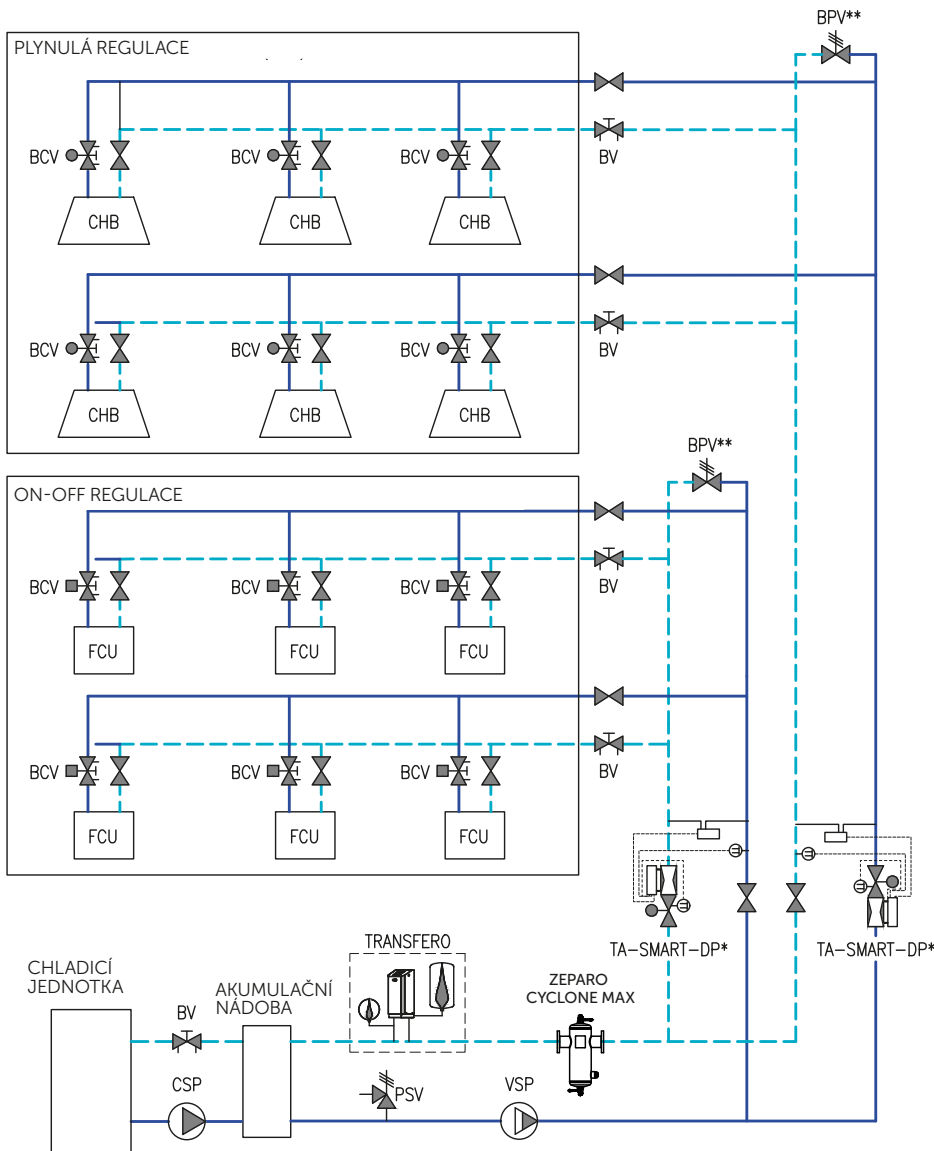 BPV**
PLYNULÁ REGULACE
BV
BCV
BCV
BCV
CHB
CHB
CHB
BV
BCV
BCV
BCV
CHB
CHB
CHB
BPV**
ON-OFF REGULACE
BV
BCV
BCV
BCV
FCU
FCU
FCU
BV
BCV
BCV
BCV
FCU
FCU
FCU
TA-SMART-DP*
TA-SMART-DP*
TRANSFERO
CHLADICÍ
JEDNOTKA
AKUMULAČNÍ
NÁDOBA
ZEPARO
CYCLONE MAX
BV
CSP
PSV
VSP